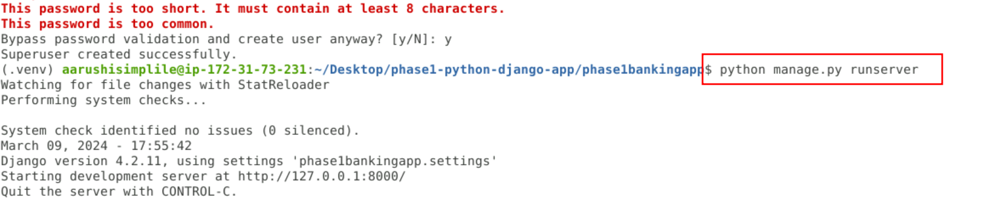 This password is too short. It must contain at least 8 characters.
This password is too common.
Bypass password validation and create user anyway? [y/N]: y
Superuser created successfully.
(.venv) aarushisimplile@ip-172-31-73-231:~/Desktop/phase1-python-django-app/phase1bankingapp$ python manage.py runserver
Watching for file changes with StatReloader
Performing system checks...

System check identified no issues (0 silenced).
March 09, 2024 - 17:55:42
Django version 4.2.11, using settings 'phase1bankingapp.settings'
Starting development server at http://127.0.0.1:8000/
Quit the server with CONTROL-C.